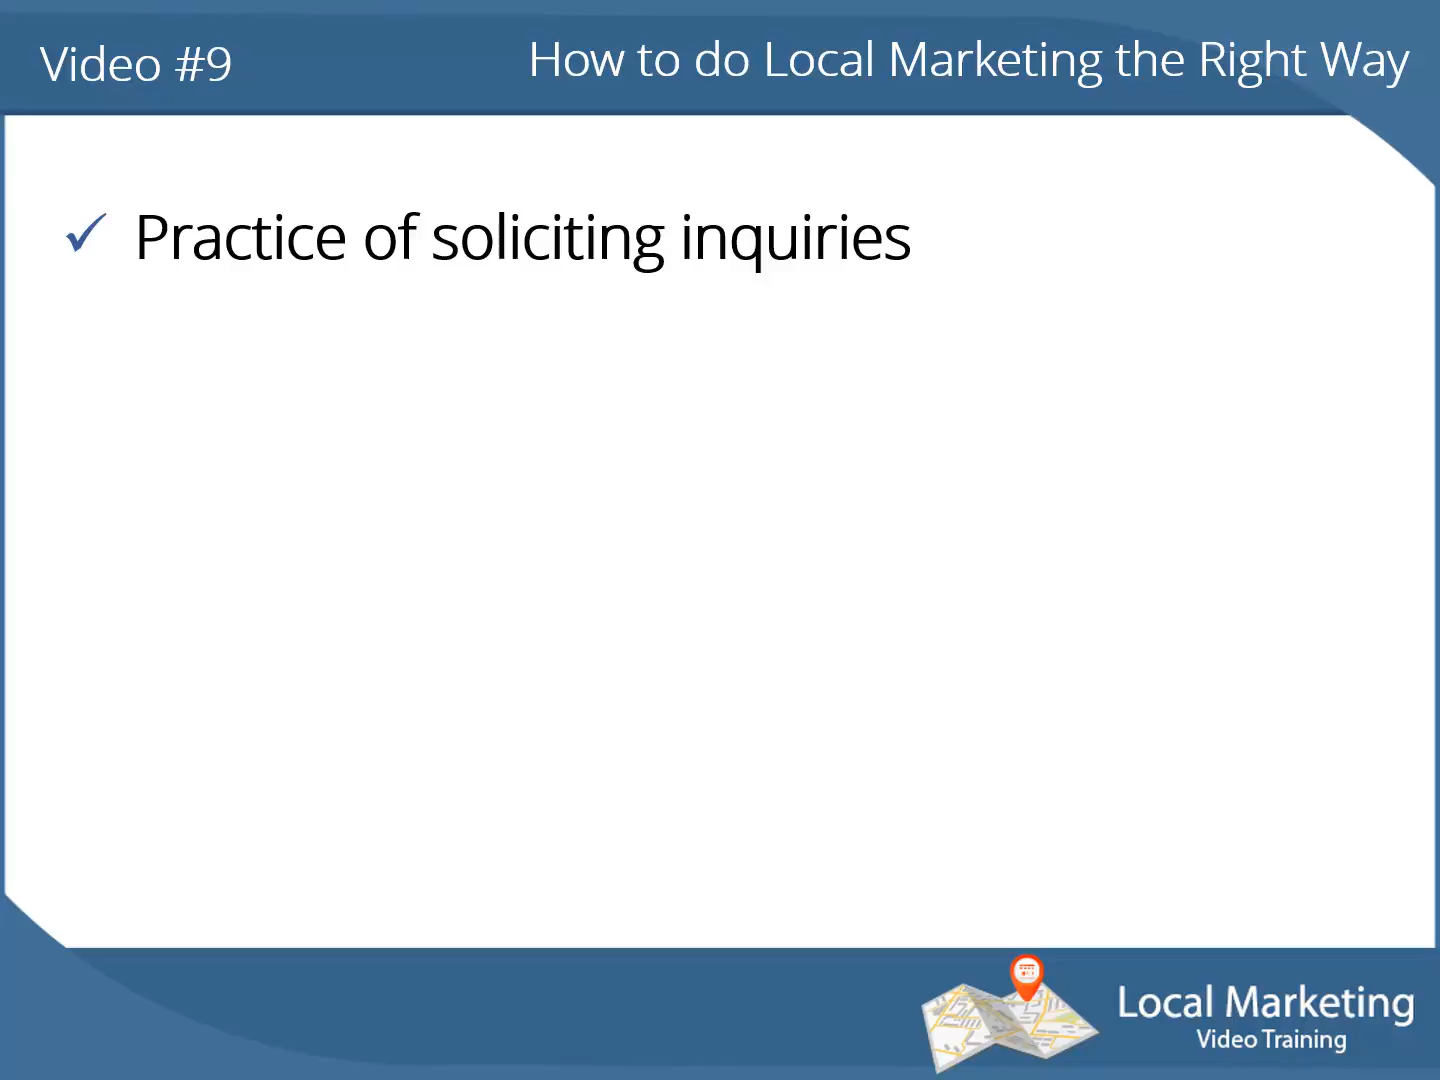 Video #9
How to do Local Marketing the Right Way
✓ Practice of soliciting inquiries
Local Marketing
Video Training